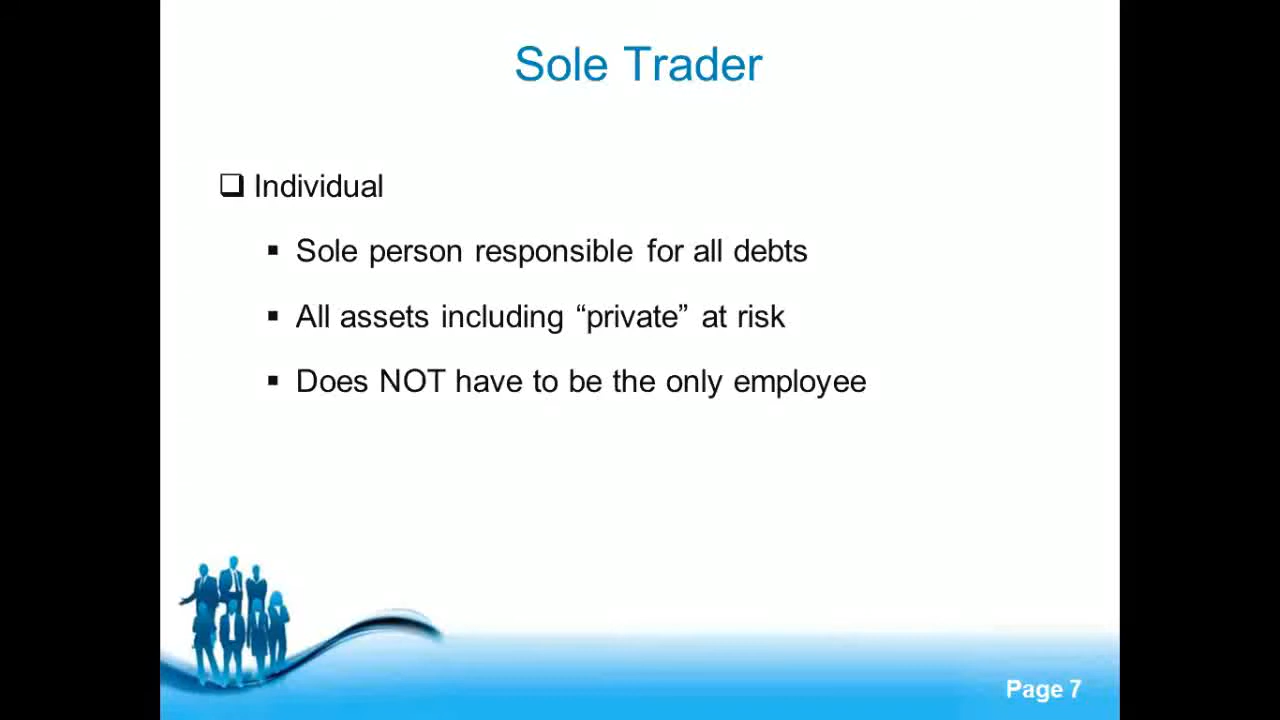 Sole Trader
❑ Individual
▪ Sole person responsible for all debts
▪ All assets including “private” at risk
▪ Does NOT have to be the only employee
Page 7